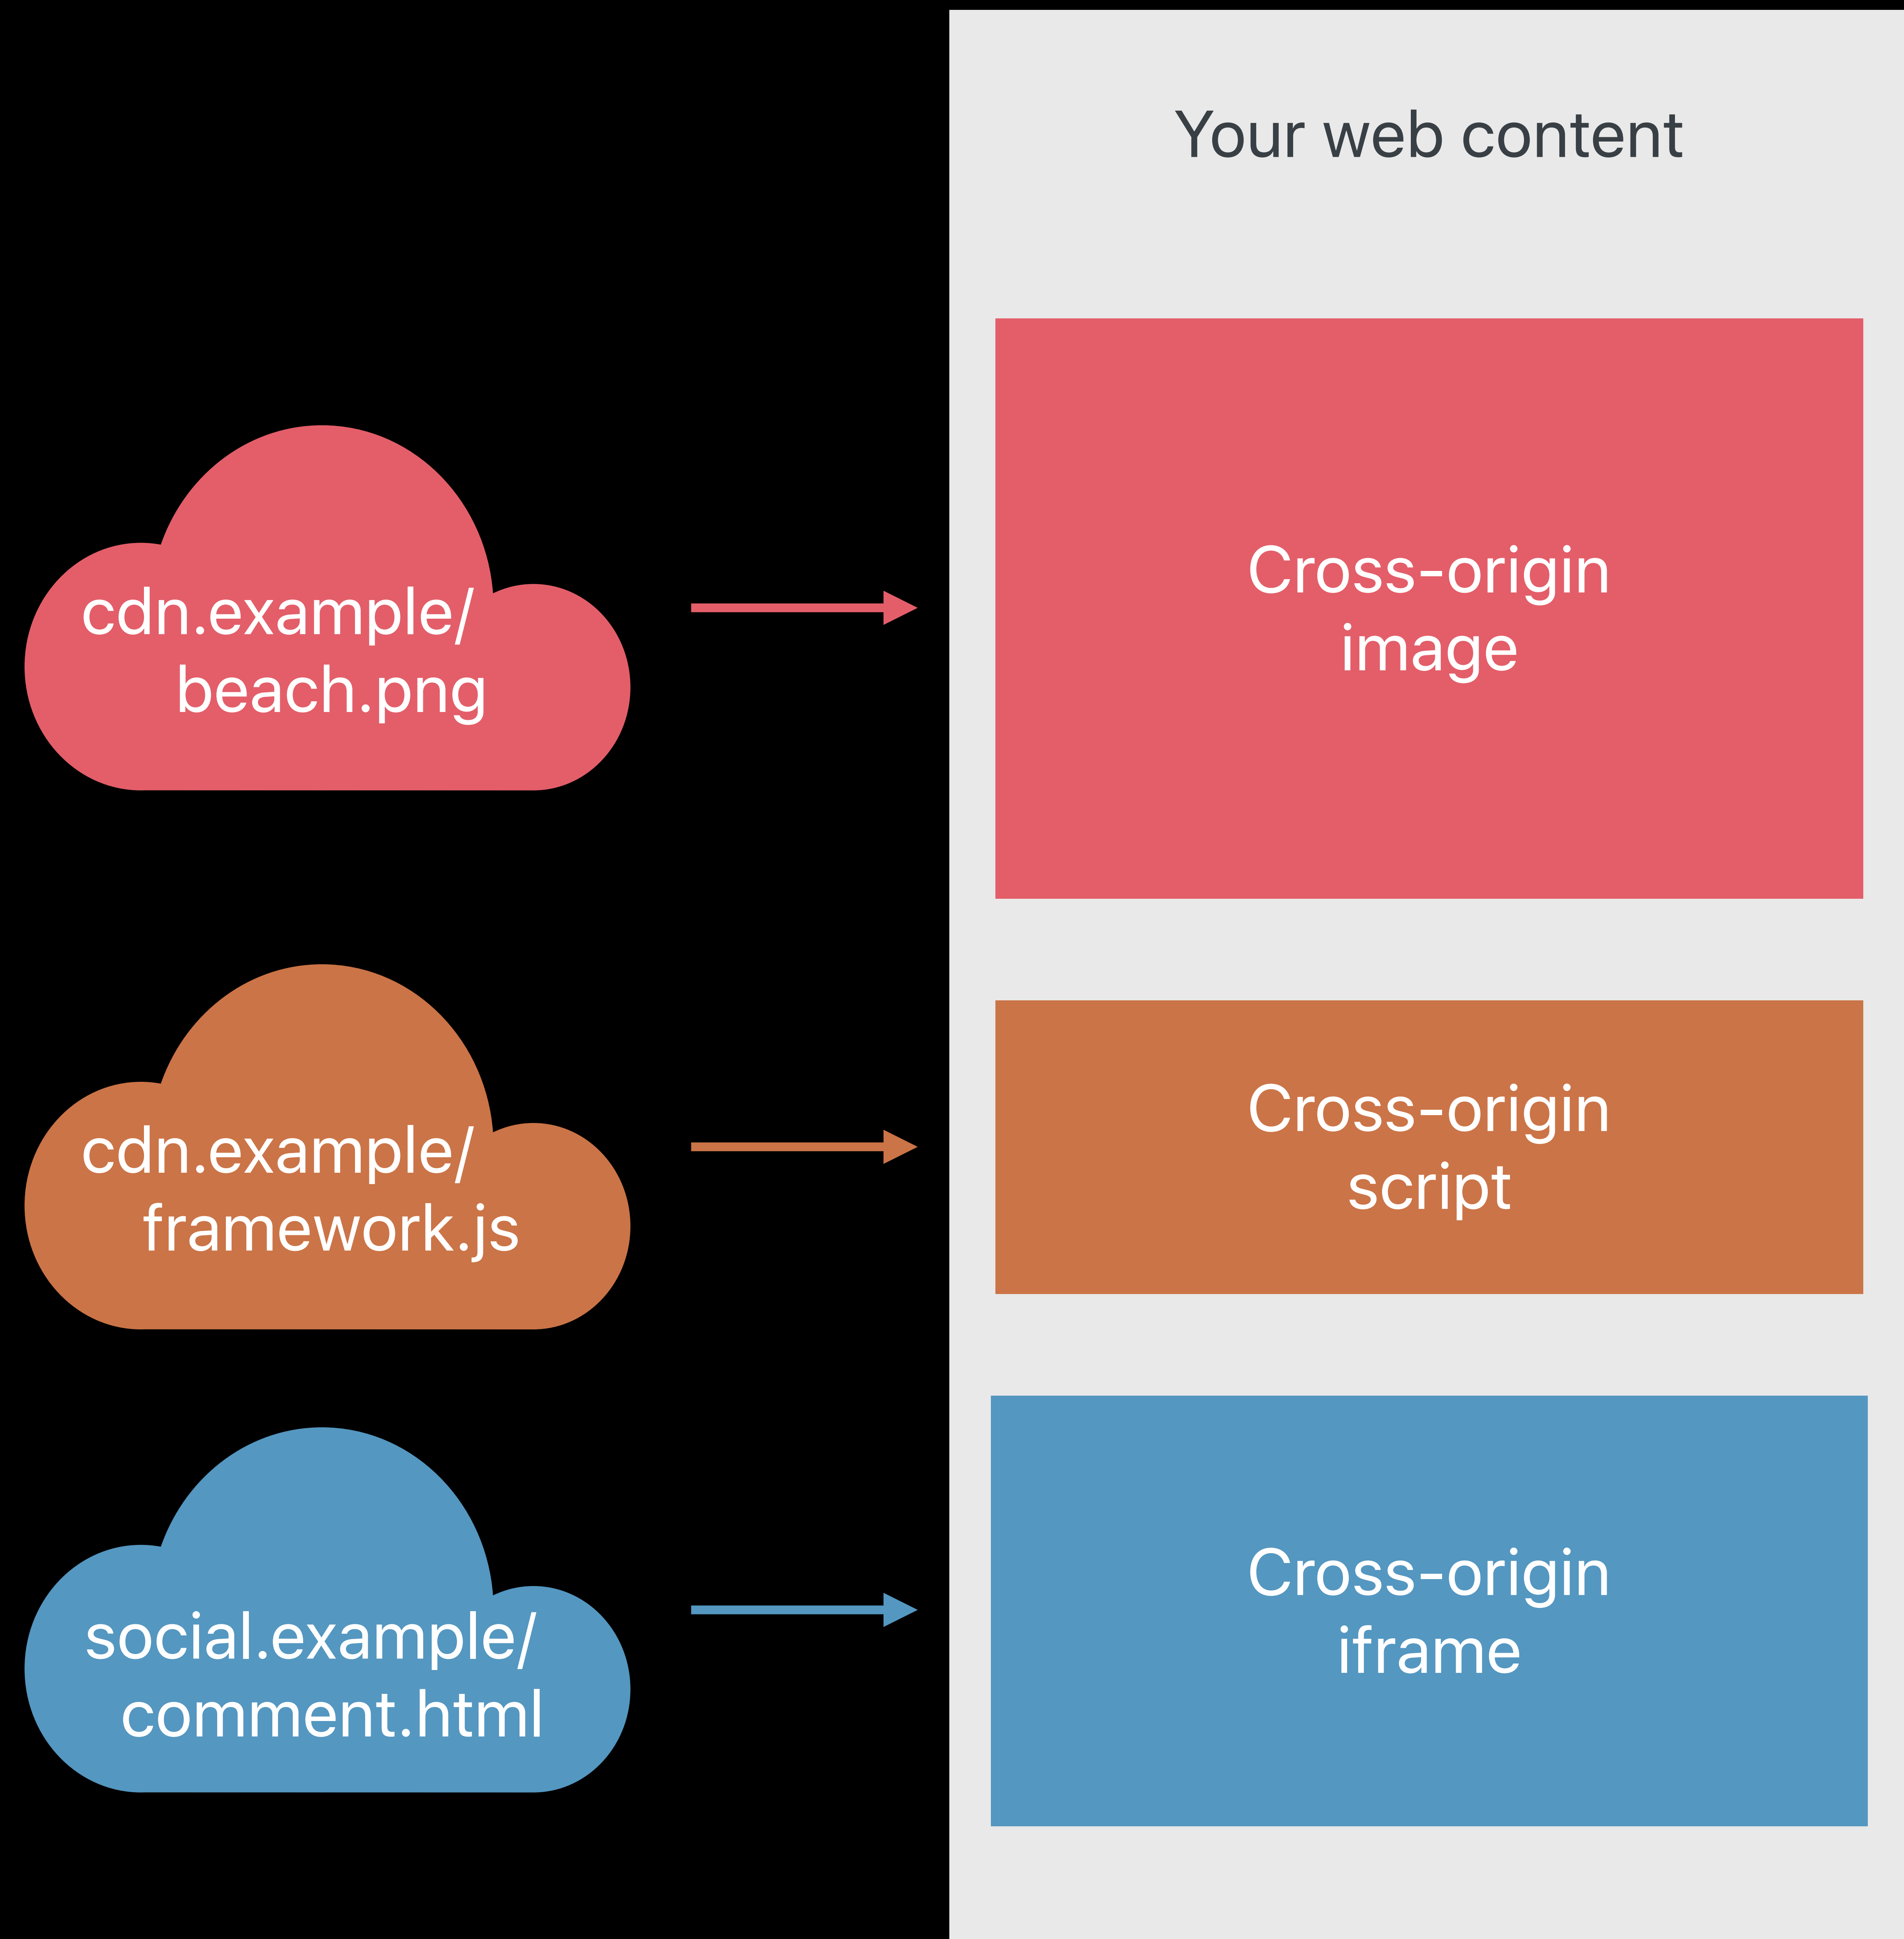 Your web content
cdn.example/
beach.png
Cross-origin
image
cdn.example/
framework.js
Cross-origin
script
social.example/
comment.html
Cross-origin
iframe